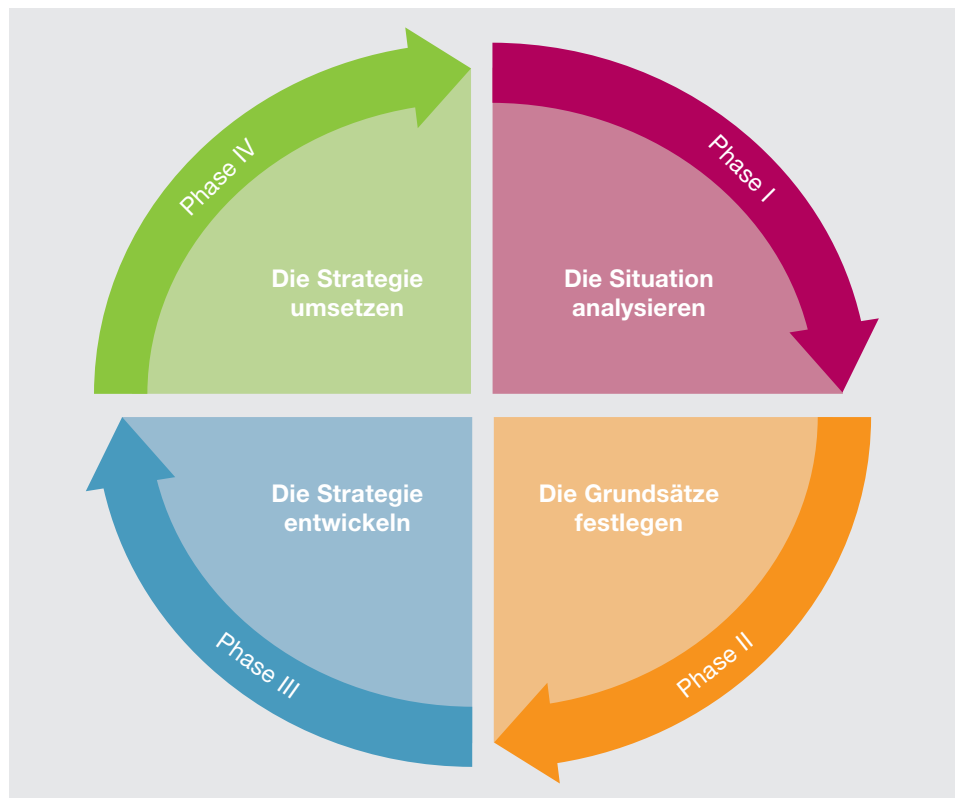 Phase I
Die Situation
analysieren
Phase II
Die Grundsätze
festlegen
Phase III
Die Strategie
entwickeln
Phase IV
Die Strategie
umsetzen